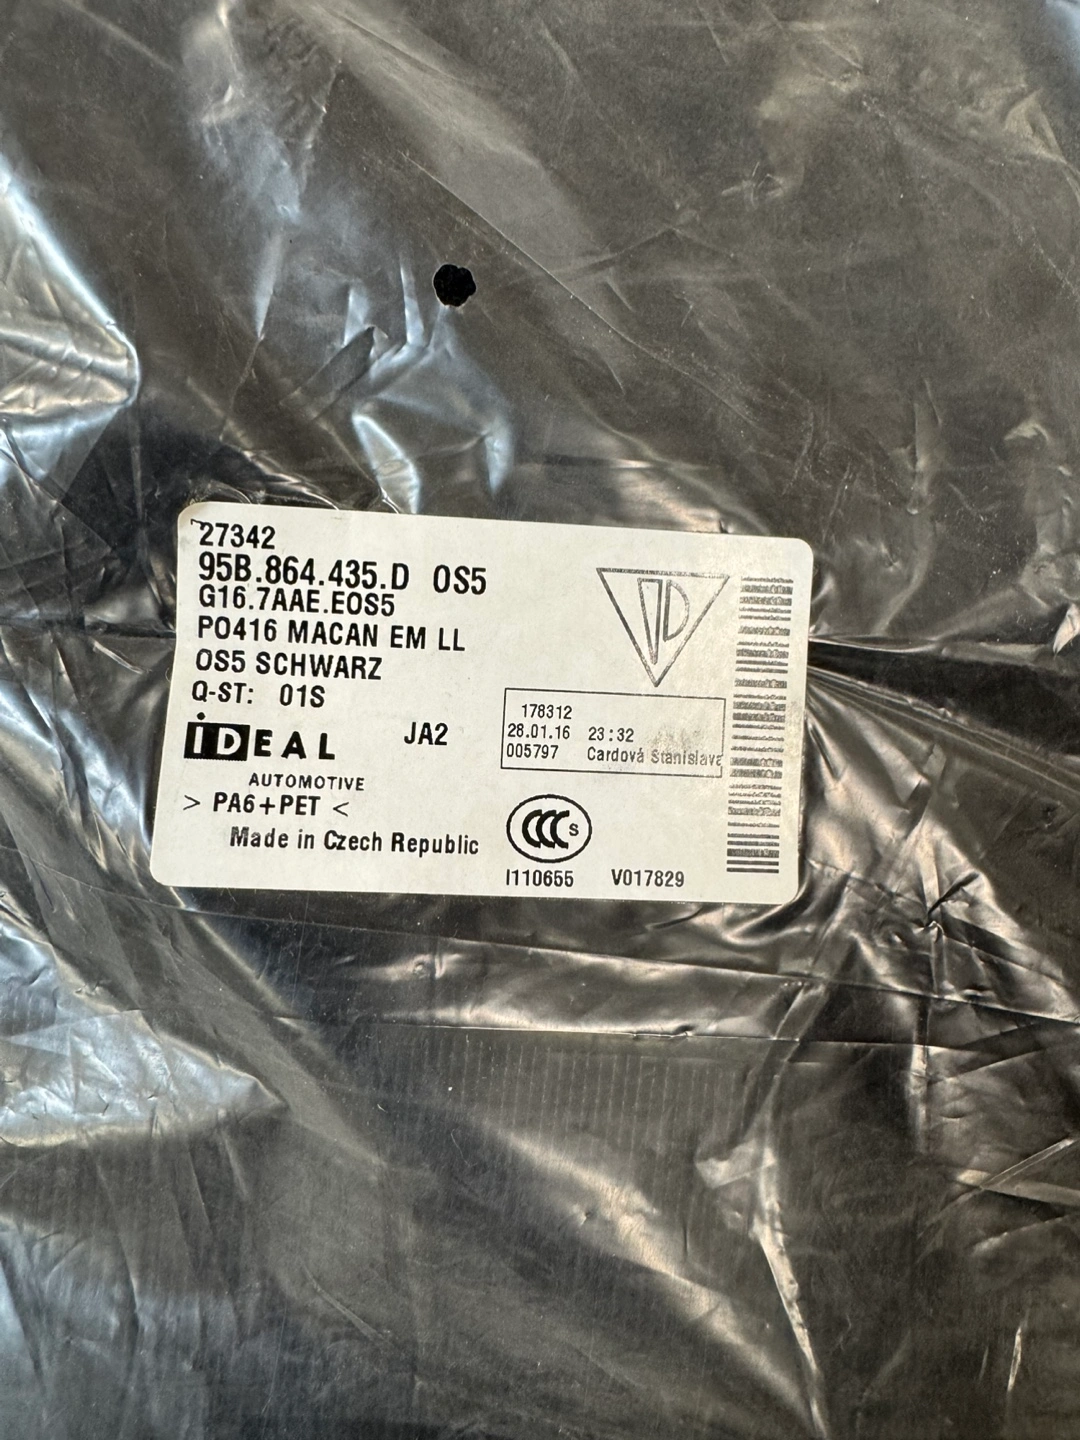 27342
95B.864.435.D OS5
G16.7AAE.EOS5
PO416 MACAN EM LL
OS5 SCHWARZ
Q-ST: 01S
iDEAL
AUTOMOTIVE
JA2
> PA6+PET <
Made in Czech Republic
D
178312
28.01.16 23:32
005797 Cardová Stanislava
CCC S
I110655 V017829